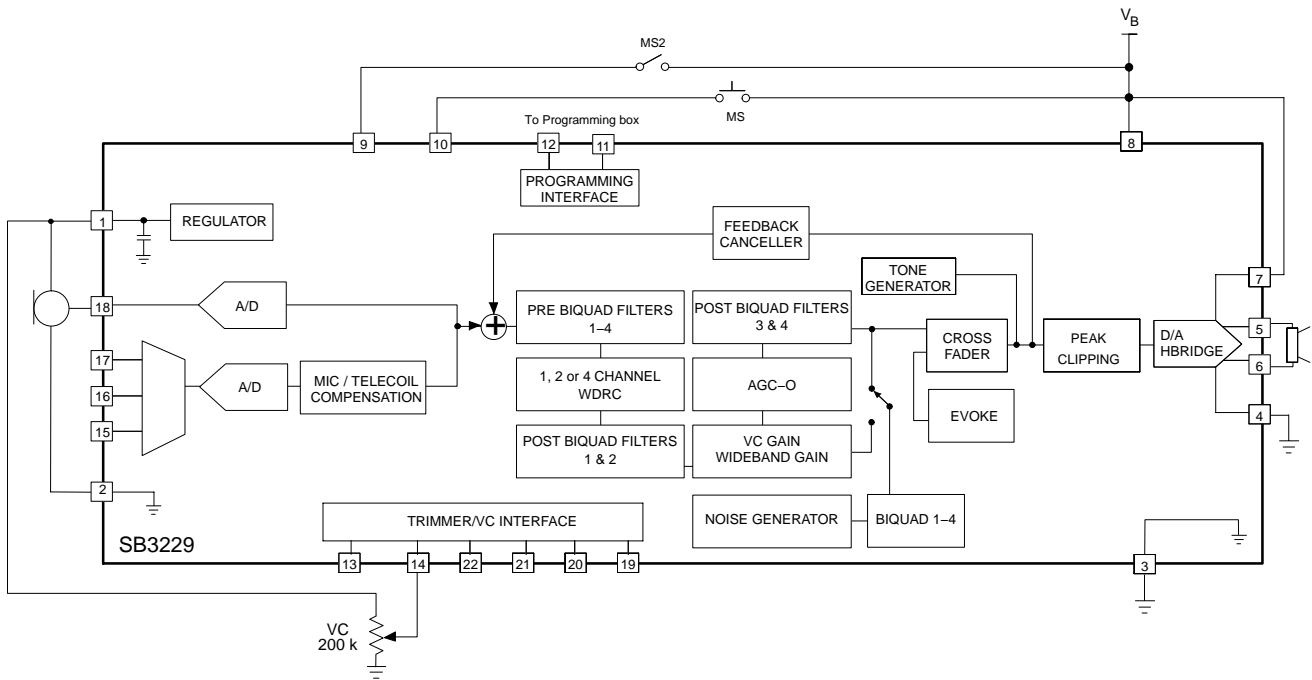 V
B
MS2
MS
To Programming box
9
10
12
11
8
PROGRAMMING
INTERFACE
1
REGULATOR
FEEDBACK
CANCELLER
TONE
GENERATOR
7
18
A/D
+
PRE BIQUAD FILTERS
1–4
POST BIQUAD FILTERS
3 & 4
CROSS
FADER
PEAK
CLIPPING
D/A
HBRIDGE
5
6
17
16
15
A/D
MIC / TELECOIL
COMPENSATION
1, 2 or 4 CHANNEL
WDRC
AGC–O
EVOKE
4
POST BIQUAD FILTERS
1 & 2
VC GAIN
WIDEBAND GAIN
2
TRIMMER/VC INTERFACE
NOISE GENERATOR
BIQUAD 1–4
SB3229
13
14
22
21
20
19
3
VC
200 k